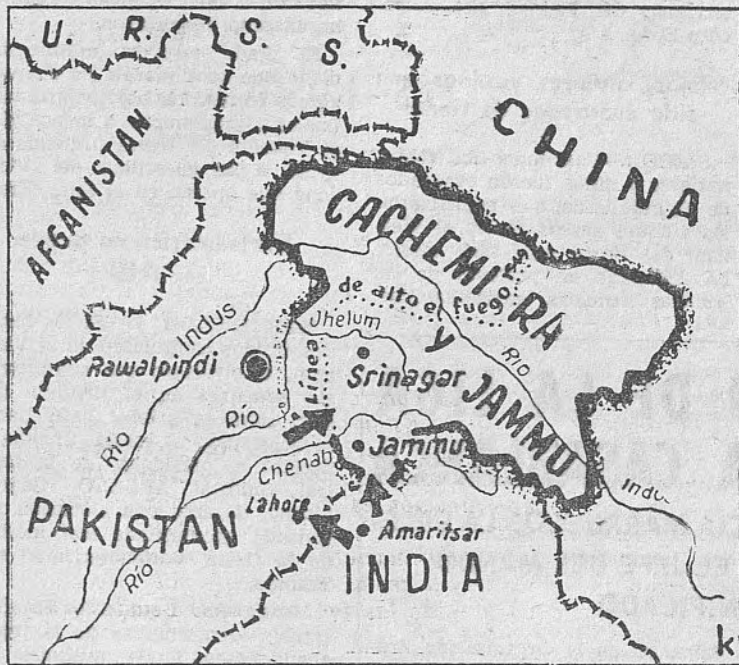 U. R. S. S.
CHINA
AFGANISTAN
CACHEMIRA
de alto el fuego
Indus
Jhelum
y
Rawalpindi
Línea
Srinagar
JAMMU
Río
Río
Río
Jammu
Chenab
Indu-
Lahore
PAKISTAN
Amaritsar
Río
INDIA